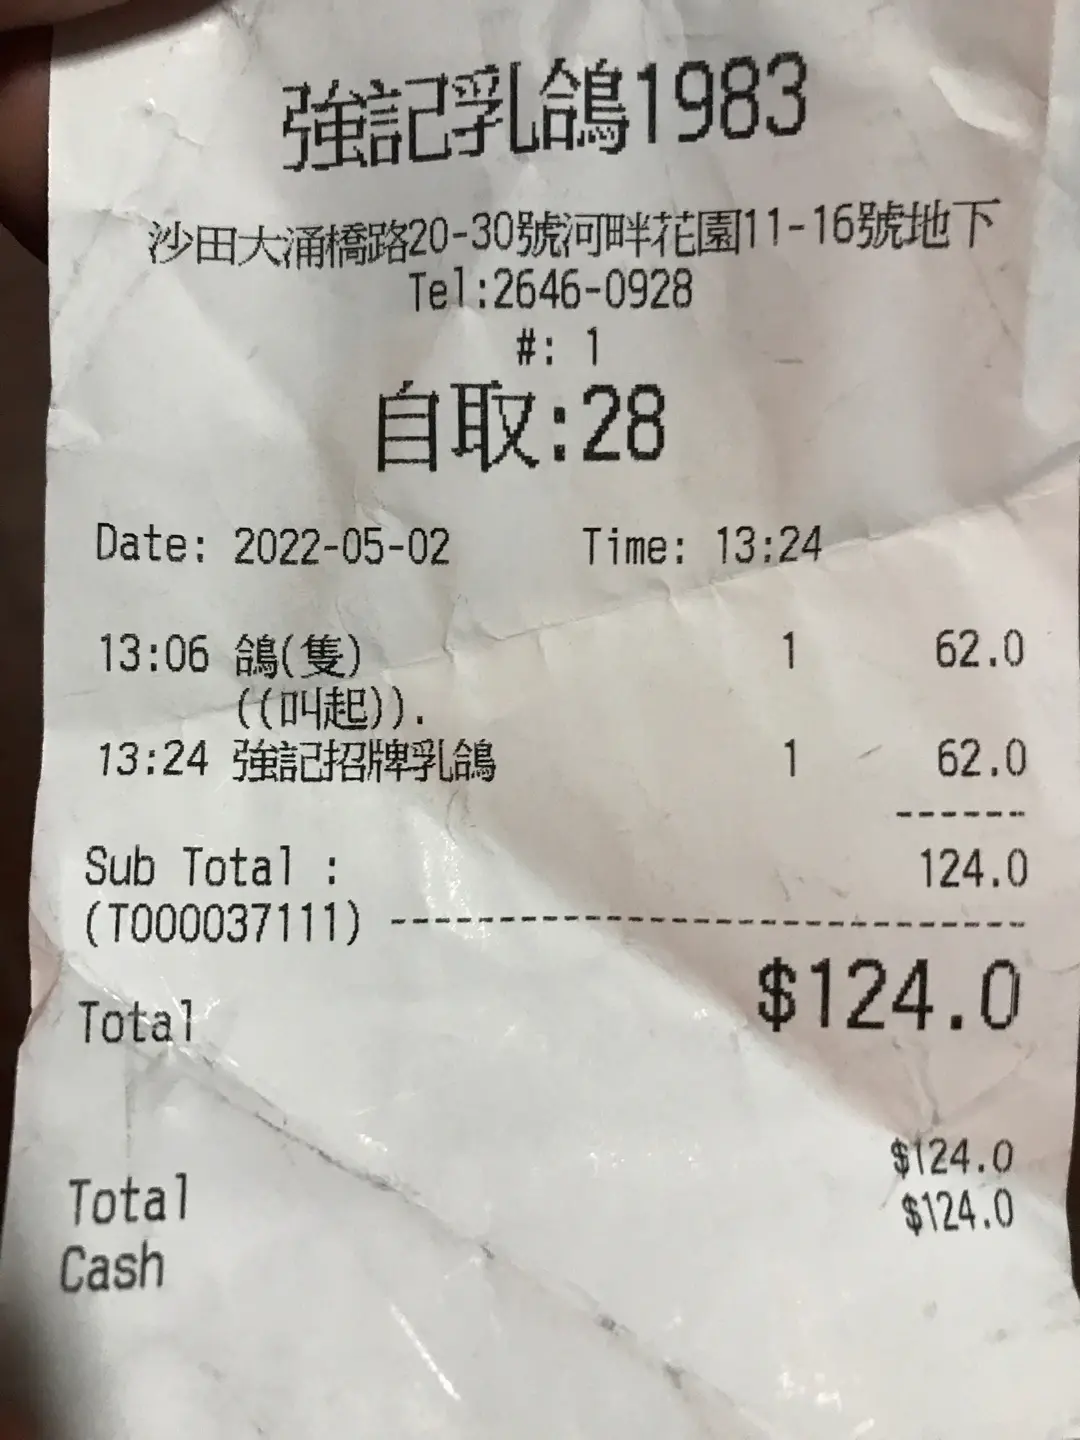 強記乳鴿1983
沙田大涌橋路20-30號河畔花園11-16號地下
Tel:2646-0928
#: 1
自取:28
Date: 2022-05-02 Time: 13:24
13:06 鴿(隻) 1 62.0
((叫起)).
13:24 強記招牌乳鴿 1 62.0
------
Sub Total : 124.0
(T000037111) ------------------------------
Total $124.0
Total $124.0
Cash $124.0